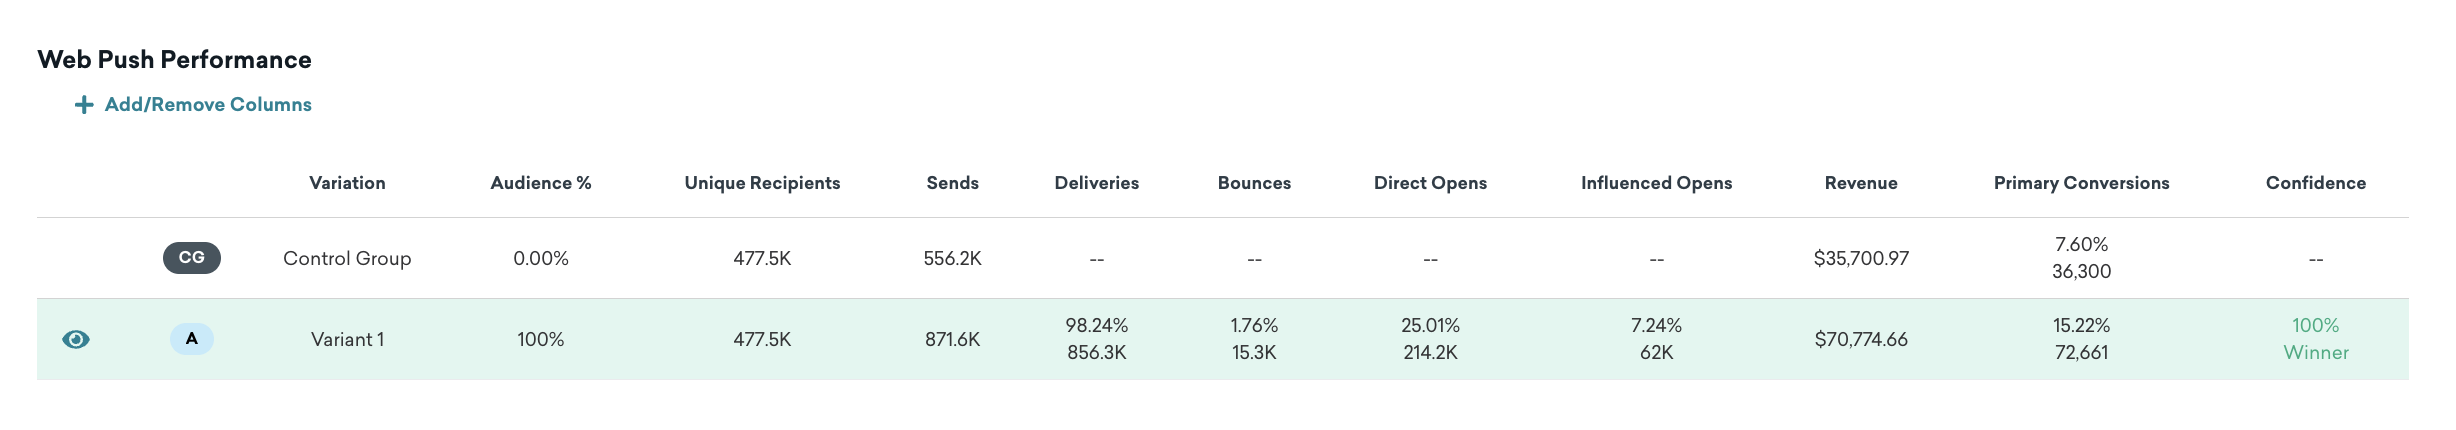 Web Push Performance
+ Add/Remove Columns
Variation Audience % Unique Recipients Sends Deliveries Bounces Direct Opens Influenced Opens Revenue Primary Conversions Confidence
CG Control Group 0.00% 477.5K 556.2K -- -- -- -- $35,700.97 7.60% --
36,300
98.24% 1.76% 25.01% 7.24% 15.22% 100%
A Variant 1 100% 477.5K 871.6K $70,774.66
856.3K 15.3K 214.2K 62K 72,661 Winner